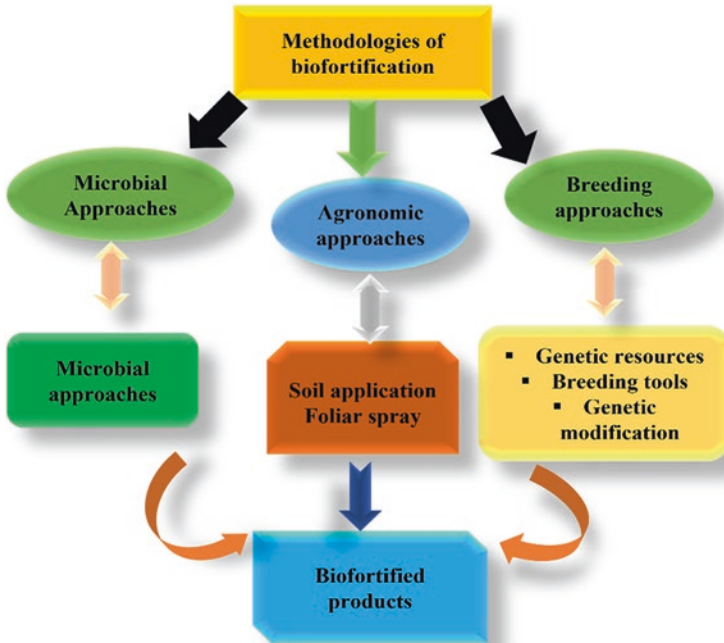 Methodologies of
biofortification
Microbial
Approaches
Agronomic
approaches
Breeding
approaches
Microbial
approaches
Soil application
Foliar spray
▪ Genetic resources
▪ Breeding tools
▪ Genetic
modification
Biofortified
products